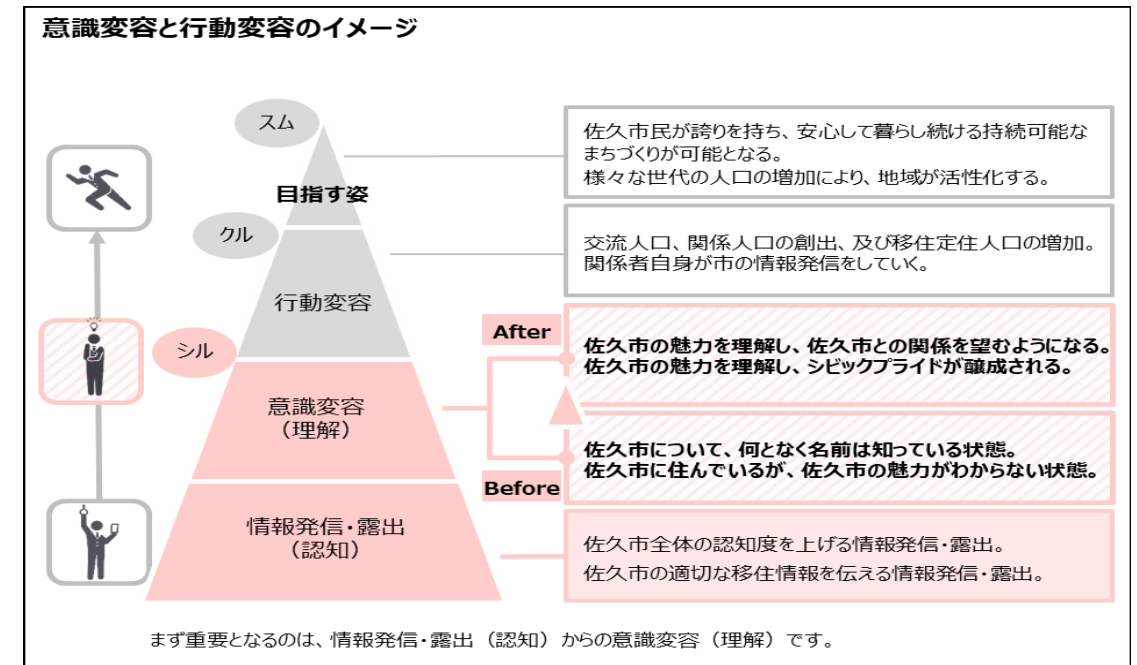 意識変容と行動変容のイメージ
スム
目指す姿
佐久市民が誇りを持ち、安心して暮らし続ける持続可能な
まちづくりが可能となる。
様々な世代の人口の増加により、地域が活性化する。
クル
行動変容
交流人口、関係人口の創出、及び移住定住人口の増加。
関係者自身が市の情報発信をしていく。
シル
意識変容
（理解）
After
佐久市の魅力を理解し、佐久市との関係を望むようになる。
佐久市の魅力を理解し、シビックプライドが醸成される。
Before
佐久市について、何となく名前は知っている状態。
佐久市に住んでいるが、佐久市の魅力がわからない状態。
情報発信・露出
（認知）
佐久市全体の認知度を上げる情報発信・露出。
佐久市の適切な移住情報を伝える情報発信・露出。
まず重要となるのは、情報発信・露出（認知）からの意識変容（理解）です。